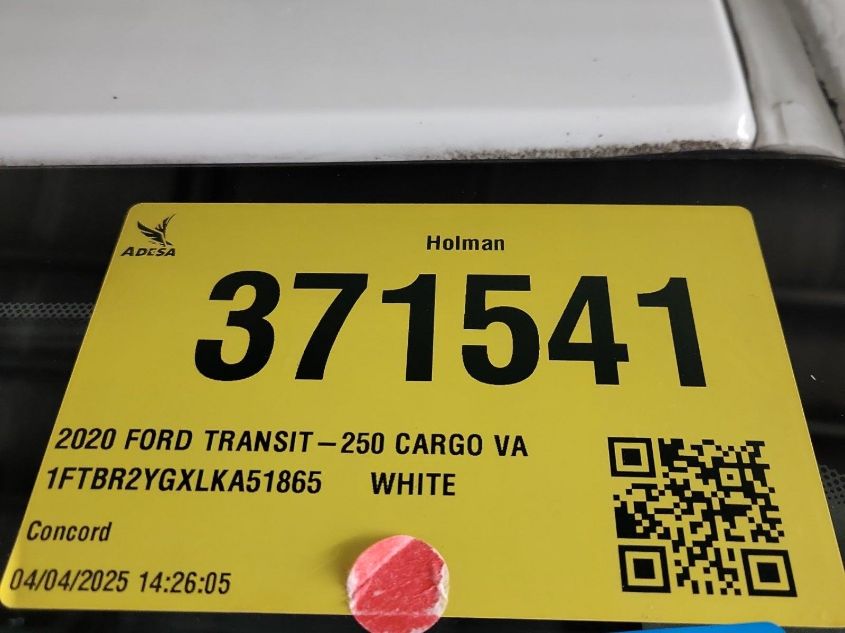 ADESA
Holman
371541
2020 FORD TRANSIT-250 CARGO VA
1FTBR2YGXLKA51865 WHITE
Concord
04/04/2025 14:26:05